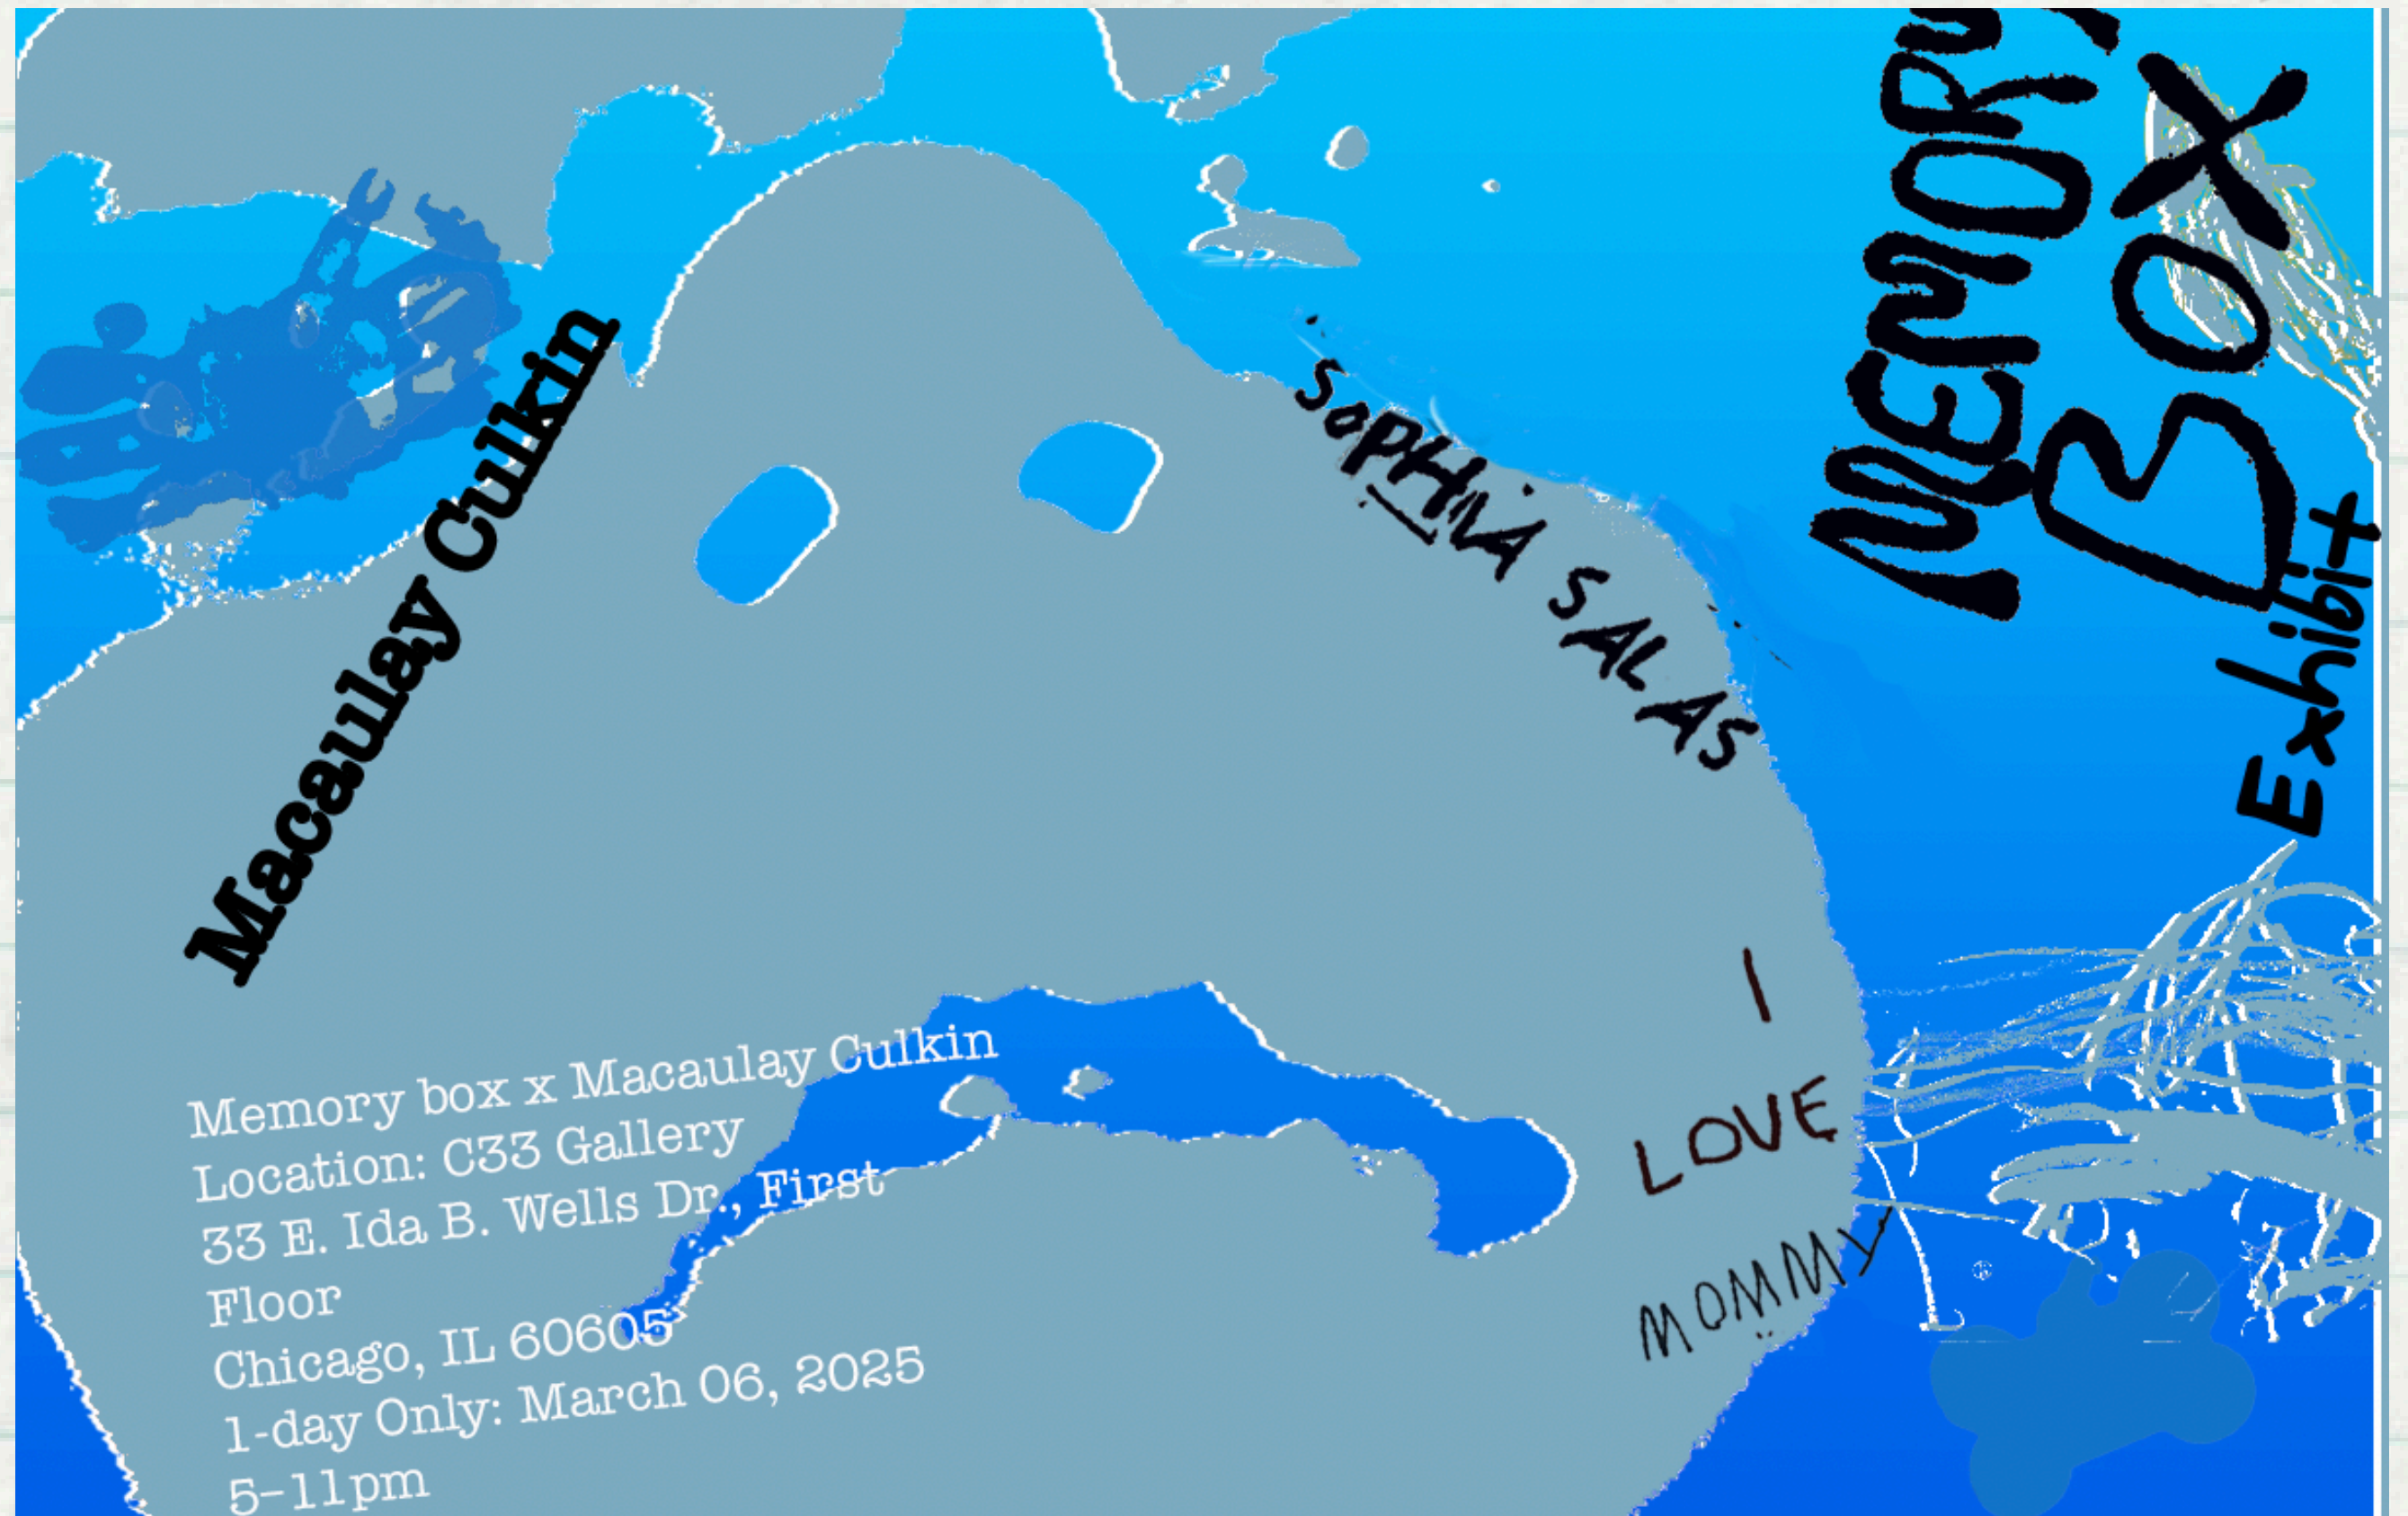 MEMORY
BOX
Exhibit
Macaulay Culkin
SOPHIA SALAS
I
LOVE
MOMMY
Memory box x Macaulay Culkin
Location: C33 Gallery
33 E. Ida B. Wells Dr., First
Floor
Chicago, IL 60605
1-day Only: March 06, 2025
5-11pm